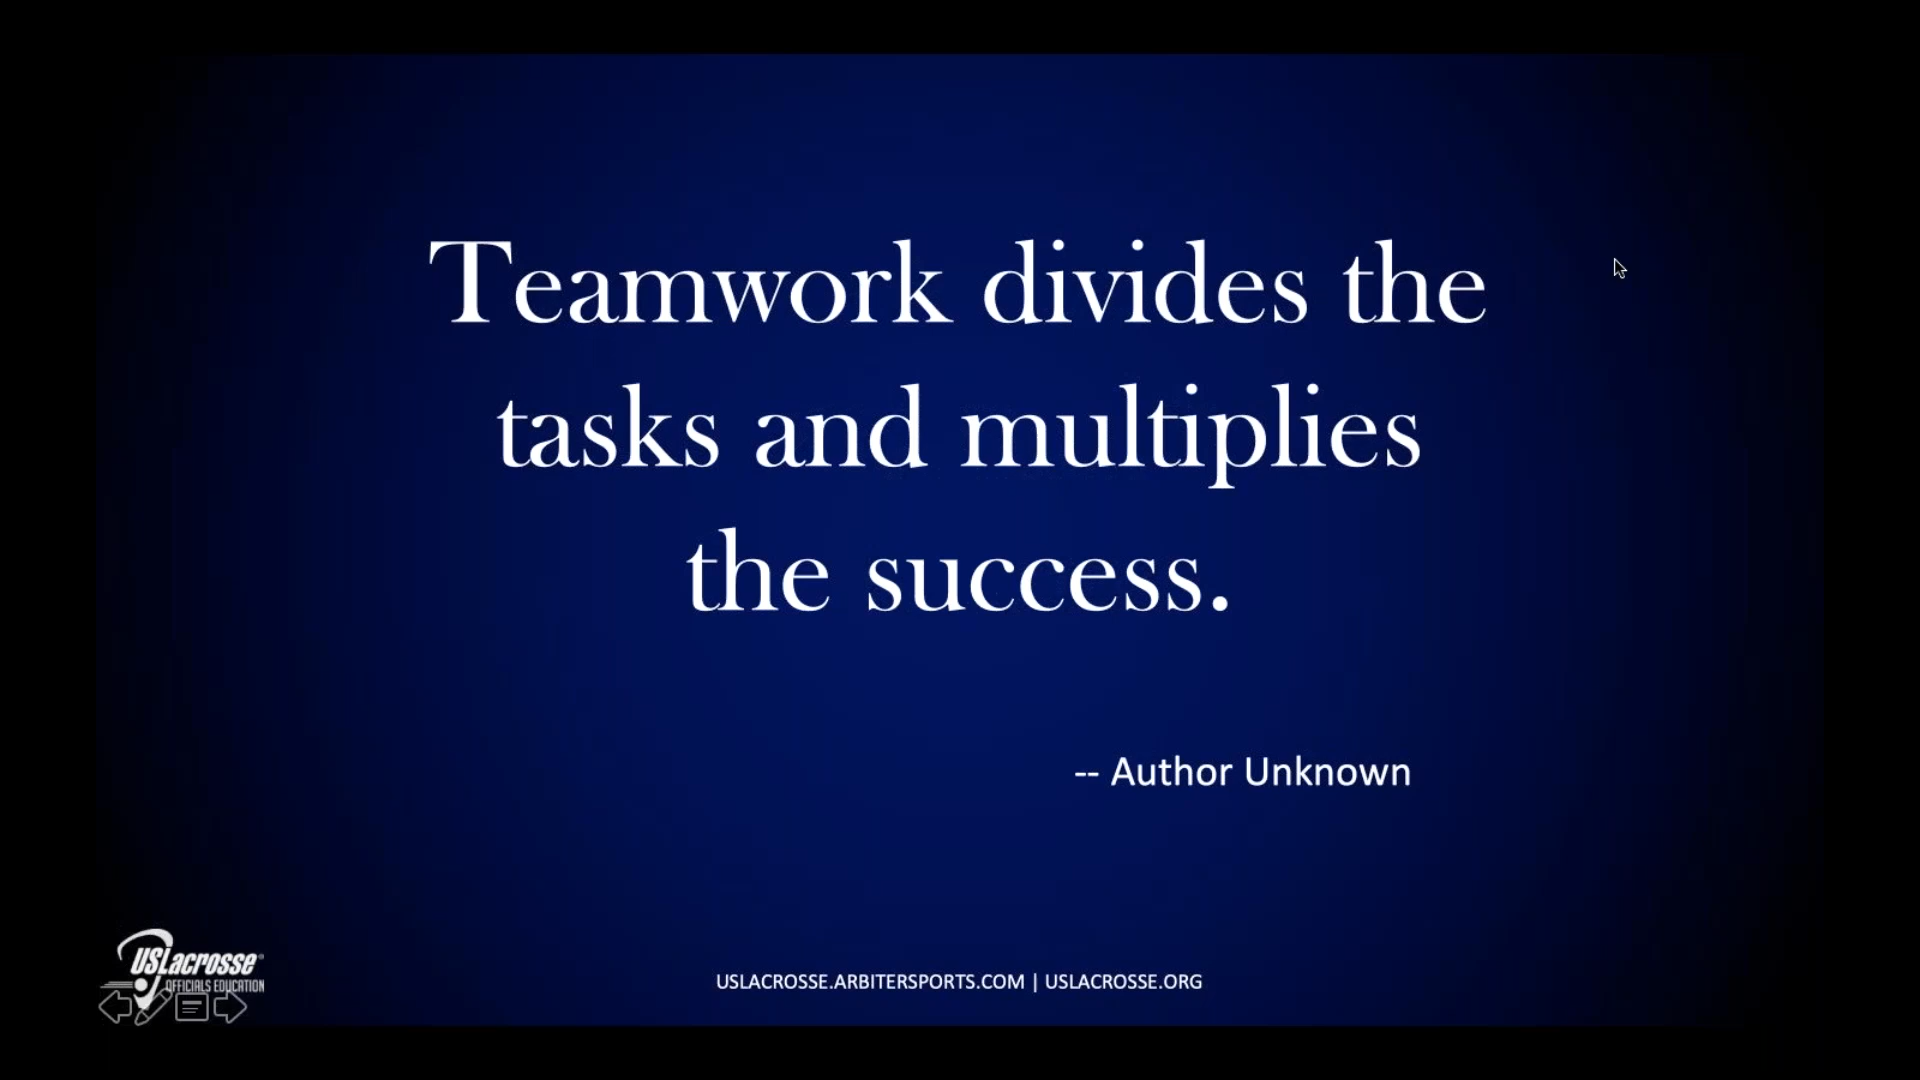 Teamwork divides the
tasks and multiplies
the success.
-- Author Unknown
USLacrosse®
OFFICIALS EDUCATION
USLACROSSE.ARBITERSPORTS.COM | USLACROSSE.ORG